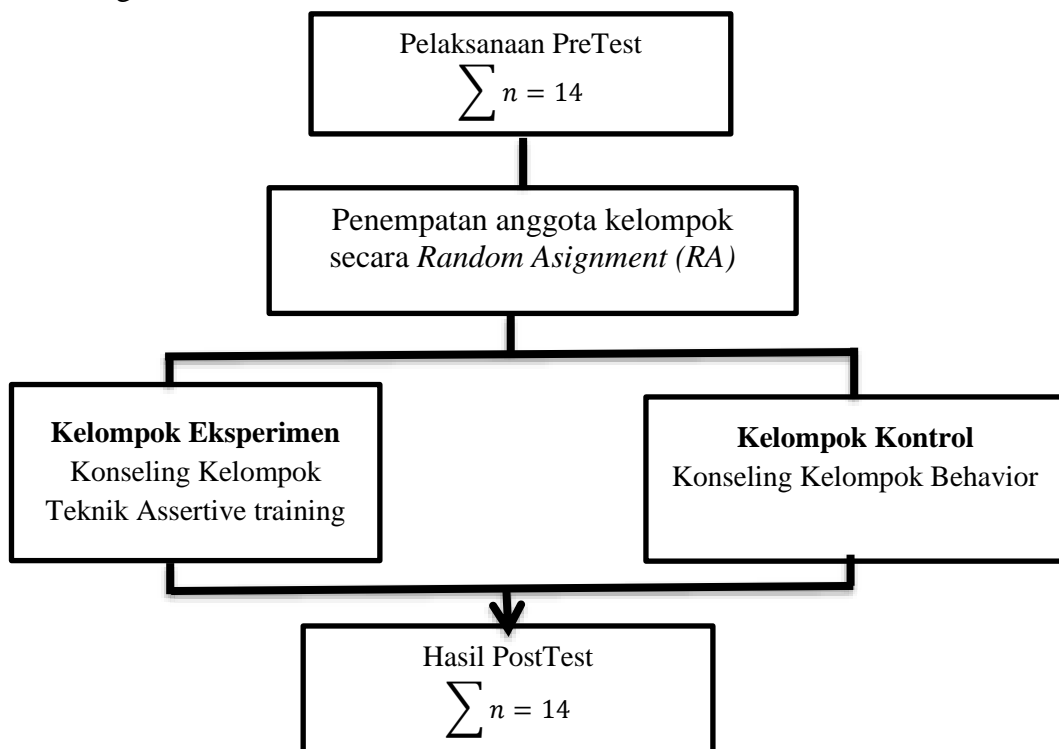 Pelaksanaan PreTest
∑ n = 14
Penempatan anggota kelompok
secara Random Asignment (RA)
Kelompok Eksperimen
Konseling Kelompok
Teknik Assertive training
Kelompok Kontrol
Konseling Kelompok Behavior
Hasil PostTest
∑ n = 14